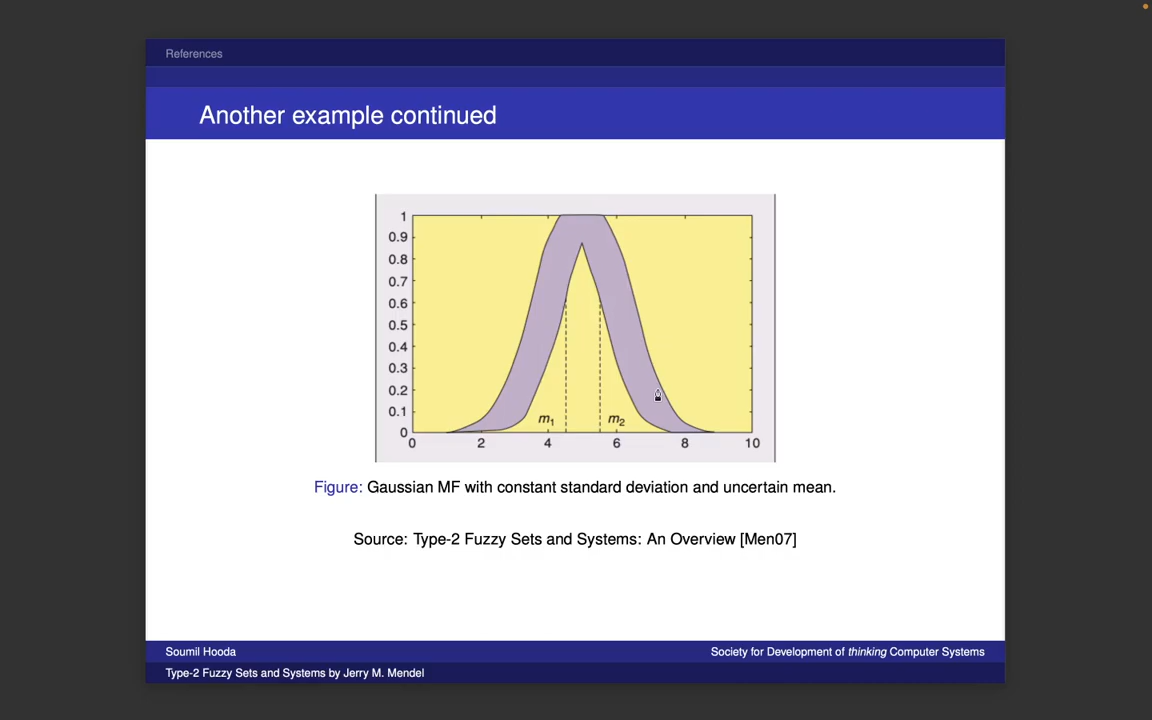 References
Another example continued
1
0.9
0.8
0.7
0.6
0.5
0.4
0.3
0.2
0.1
0
m1 m2
0 2 4 6 8 10
Figure: Gaussian MF with constant standard deviation and uncertain mean.
Source: Type-2 Fuzzy Sets and Systems: An Overview [Men07]
Soumil Hooda Society for Development of thinking Computer Systems
Type-2 Fuzzy Sets and Systems by Jerry M. Mendel